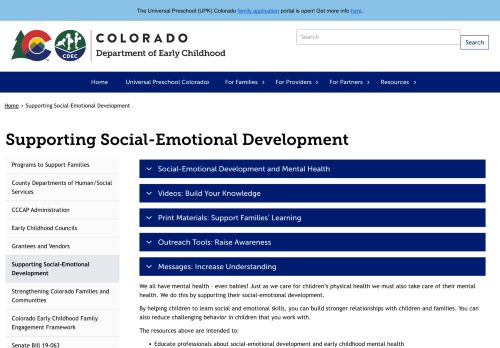 The Universal Preschool (UPK) Colorado family application portal is open! Get more info here.
COLORADO
Department of Early Childhood
CDEC
Search
Search
Home
Universal Preschool Colorado
For Families
For Providers
For Partners
Resources
Home › Supporting Social-Emotional Development
Supporting Social-Emotional Development
Programs to Support Families
County Departments of Human/Social
Services
CCCAP Administration
Early Childhood Councils
Grantees and Vendors
Supporting Social-Emotional
Development
Strengthening Colorado Families and
Communities
Colorado Early Childhood Family
Engagement Framework
Senate Bill 19-063
Social-Emotional Development and Mental Health
Videos: Build Your Knowledge
Print Materials: Support Families' Learning
Outreach Tools: Raise Awareness
Messages: Increase Understanding
We all have mental health - even babies! Just as we care for children's physical health we must also take care of their mental
health. We do this by supporting their social-emotional development.
By helping children to learn social and emotional skills, you can build stronger relationships with children and families. You can
also reduce challenging behavior in children that you work with.
The resources above are intended to:
• Educate professionals about social-emotional development and early childhood mental health